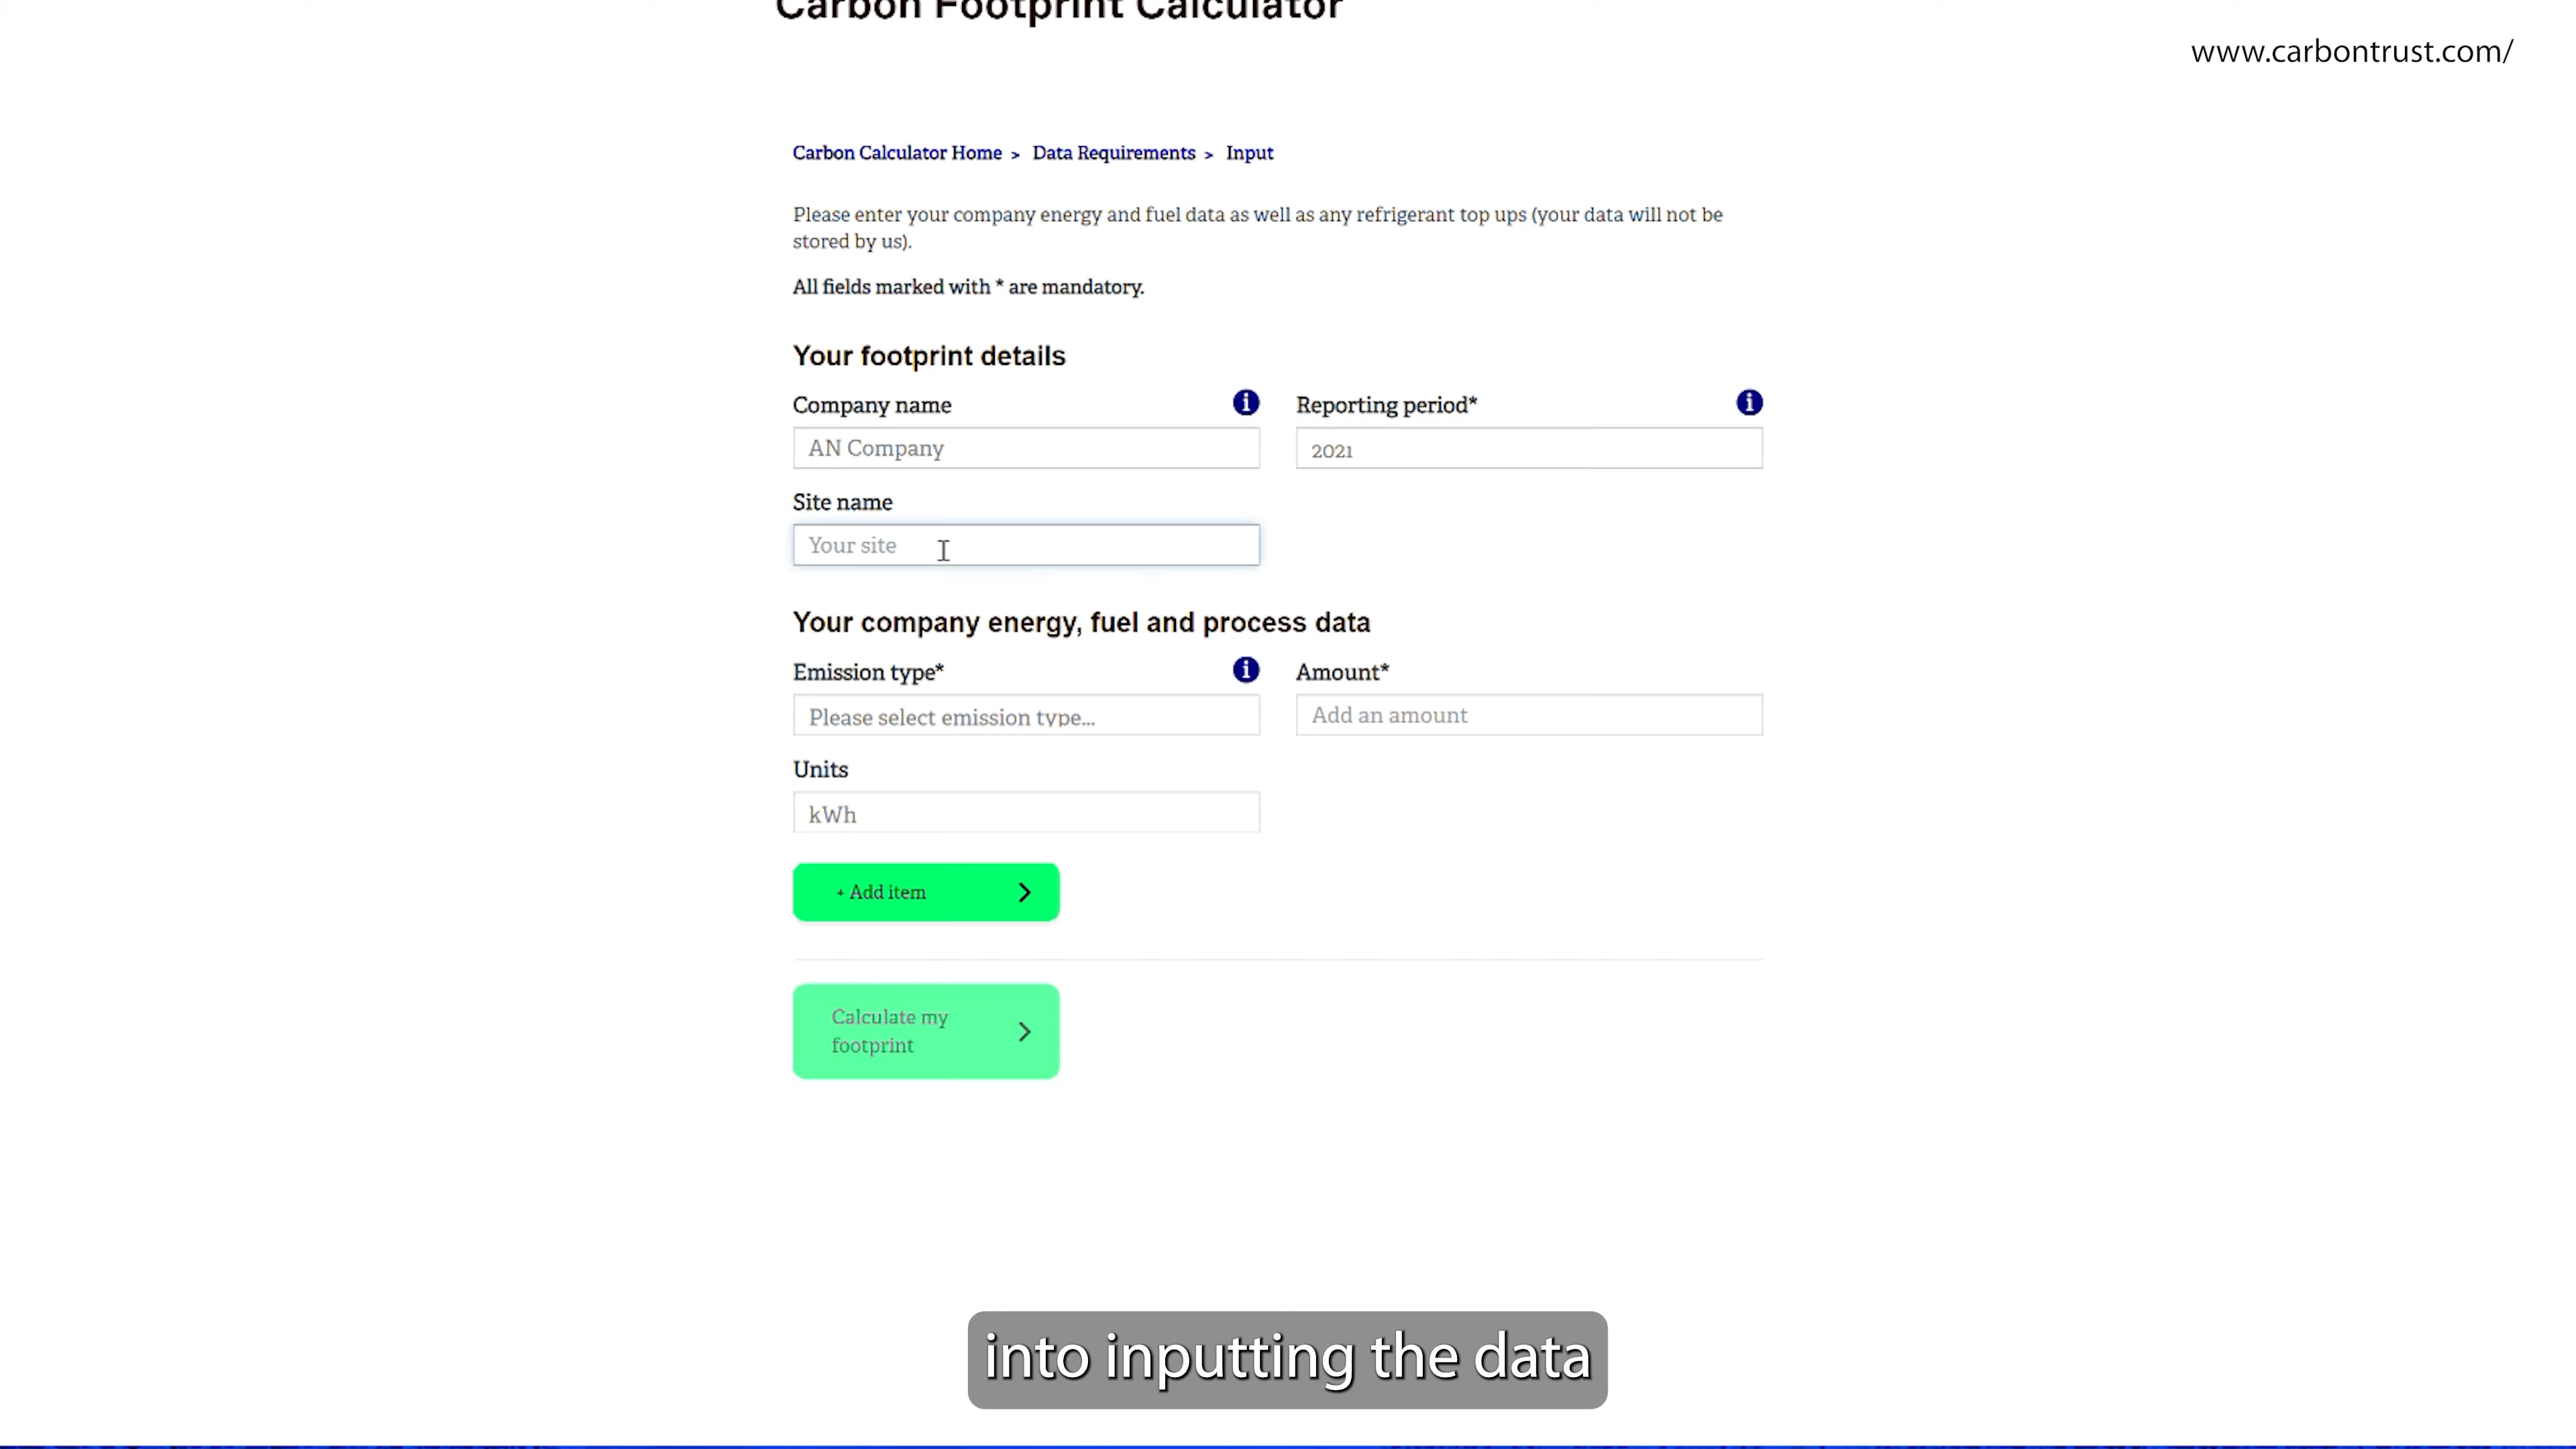 Carbon Footprint Calculator
www.carbontrust.com/
Carbon Calculator Home > Data Requirements > Input
Please enter your company energy and fuel data as well as any refrigerant top ups (your data will not be
stored by us).
All fields marked with * are mandatory.
Your footprint details
Company name
Reporting period*
AN Company
2021
Site name
Your site
Your company energy, fuel and process data
Emission type*
Amount*
Please select emission type...
Add an amount
Units
kWh
+ Add item
Calculate my
footprint
into inputting the data